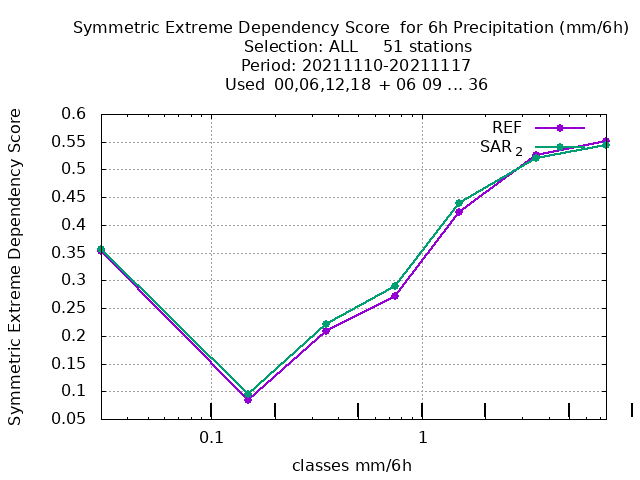 Symmetric Extreme Dependency Score  for 6h Precipitation (mm/6h)
Selection: ALL     51 stations
Period: 20211110-20211117
Used  00,06,12,18  + 06 09 ... 36
Symmetric Extreme Dependency Score
0.6
0.55
0.5
0.45
0.4
0.35
0.3
0.25
0.2
0.15
0.1
0.05
REF
SAR 2
0.1
1
classes mm/6h